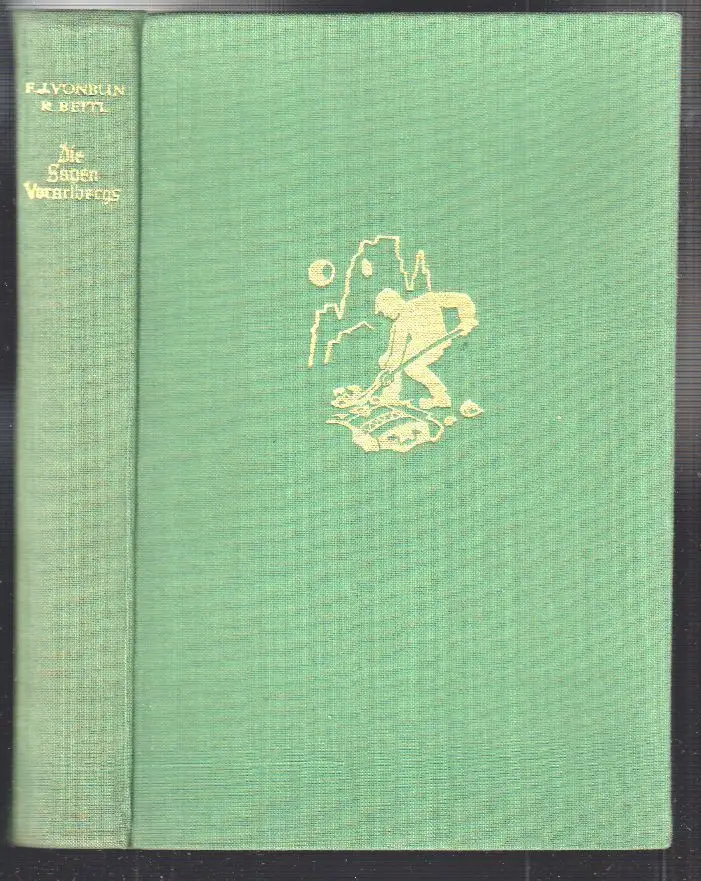 F.J.VONBUN
R. BEITL
Die
Sagen
Vorarlbergs